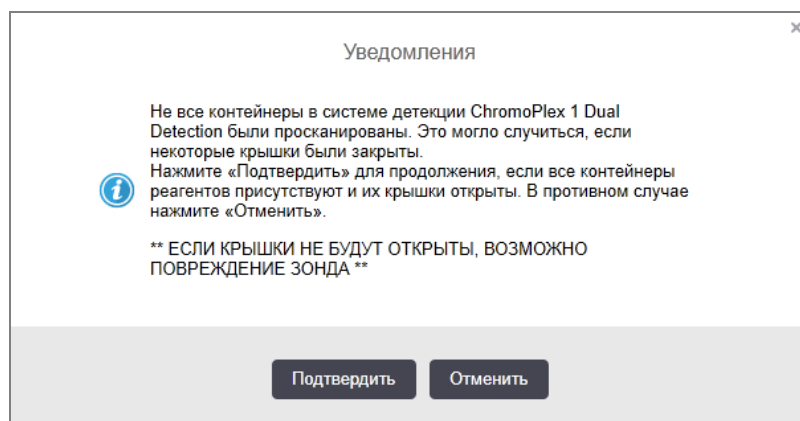 Уведомления
Не все контейнеры в системе детекции ChromoPlex 1 Dual
Detection были просканированы. Это могло случиться, если
некоторые крышки были закрыты.
Нажмите «Подтвердить» для продолжения, если все контейнеры
реагентов присутствуют и их крышки открыты. В противном случае
нажмите «Отменить».
** ЕСЛИ КРЫШКИ НЕ БУДУТ ОТКРЫТЫ, ВОЗМОЖНО
ПОВРЕЖДЕНИЕ ЗОНДА **
Подтвердить Отменить